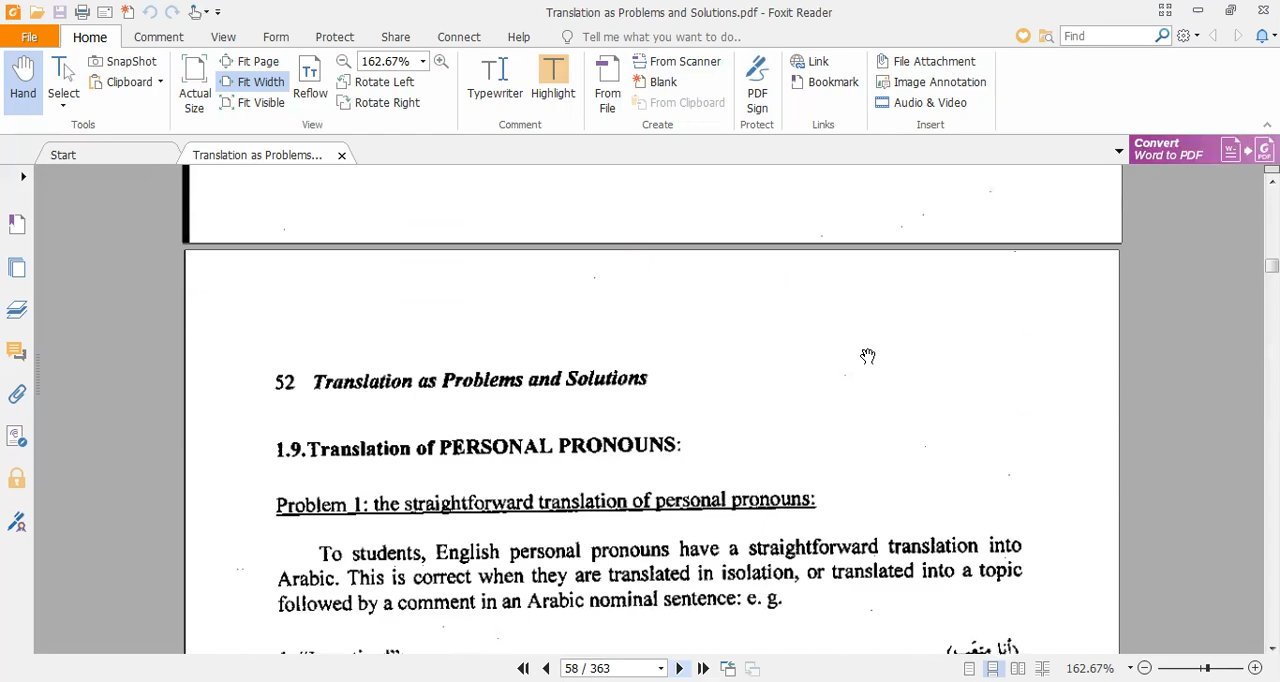 Translation as Problems and Solutions.pdf - Foxit Reader
File Home Comment View Form Protect Share Connect Help Tell me what you want to do.. Find
Hand
Select
SnapShot
Clipboard
Tools
Actual Size
Fit Page
Fit Width
Fit Visible
Reflow
162.67%
Rotate Left
Rotate Right
View
Typewriter
Highlight
Comment
From File
From Scanner
Blank
From Clipboard
Create
PDF Sign
Protect
Link
Bookmark
Links
File Attachment
Image Annotation
Audio & Video
Insert
Start
Translation as Problems...
Convert
Word to PDF
52 Translation as Problems and Solutions
1.9.Translation of PERSONAL PRONOUNS:
Problem 1: the straightforward translation of personal pronouns:
To students, English personal pronouns have a straightforward translation into
Arabic. This is correct when they are translated in isolation, or translated into a topic
followed by a comment in an Arabic nominal sentence: e. g.
58 / 363
162.67%